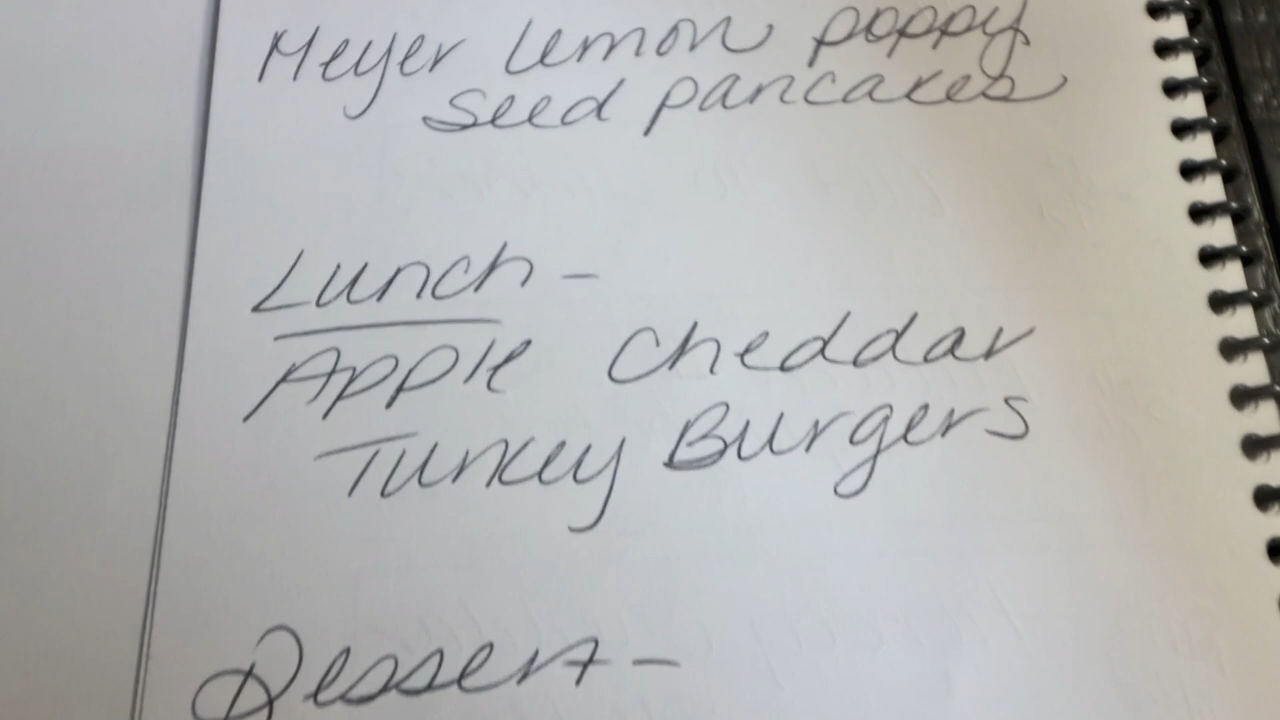 Meyer Lemon poppy
seed pancakes
Lunch -
Apple Cheddar
Turkey Burgers
Dessert -